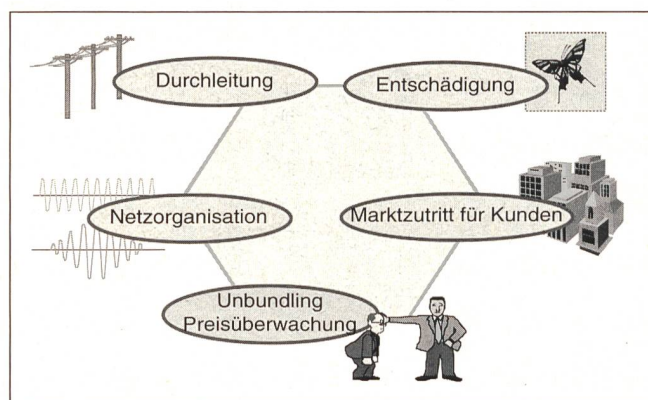 Durchleitung
Entschädigung
Netzorganisation
Marktzutritt für Kunden
Unbundling
Preisüberwachung